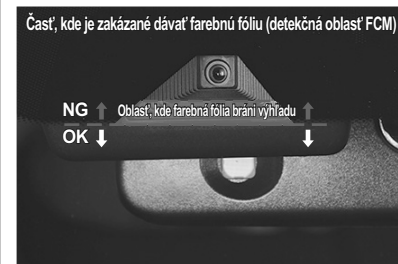 Časť, kde je zakázané dávať farebnú fóliu (detekčná oblasť FCM)
NG Oblasť, kde farebná fólia bráni výhľadu
OK